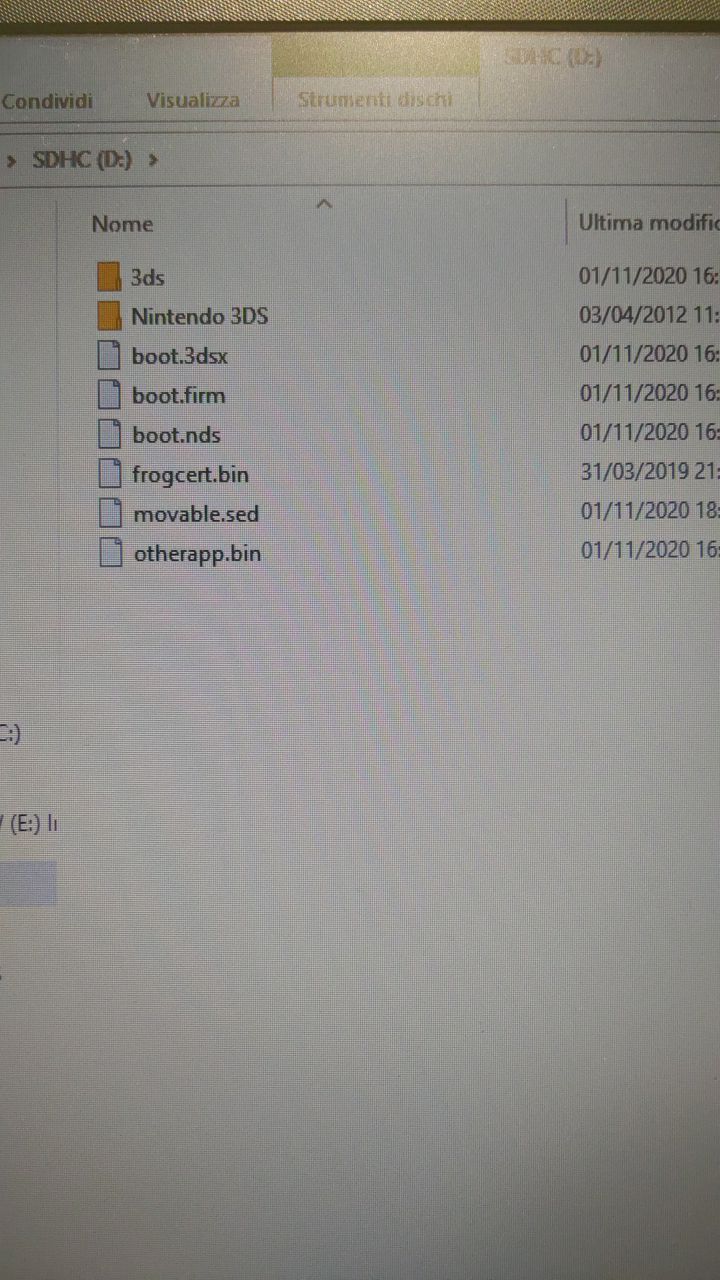 SDHC (D:)
Condividi Visualizza Strumenti dischi
> SDHC (D:) >
Nome Ultima modific
3ds 01/11/2020 16:
Nintendo 3DS 03/04/2012 11:
boot.3dsx 01/11/2020 16:
boot.firm 01/11/2020 16:
boot.nds 01/11/2020 16:
frogcert.bin 31/03/2019 21:
movable.sed 01/11/2020 18:
otherapp.bin 01/11/2020 16:
C:)
(E:)